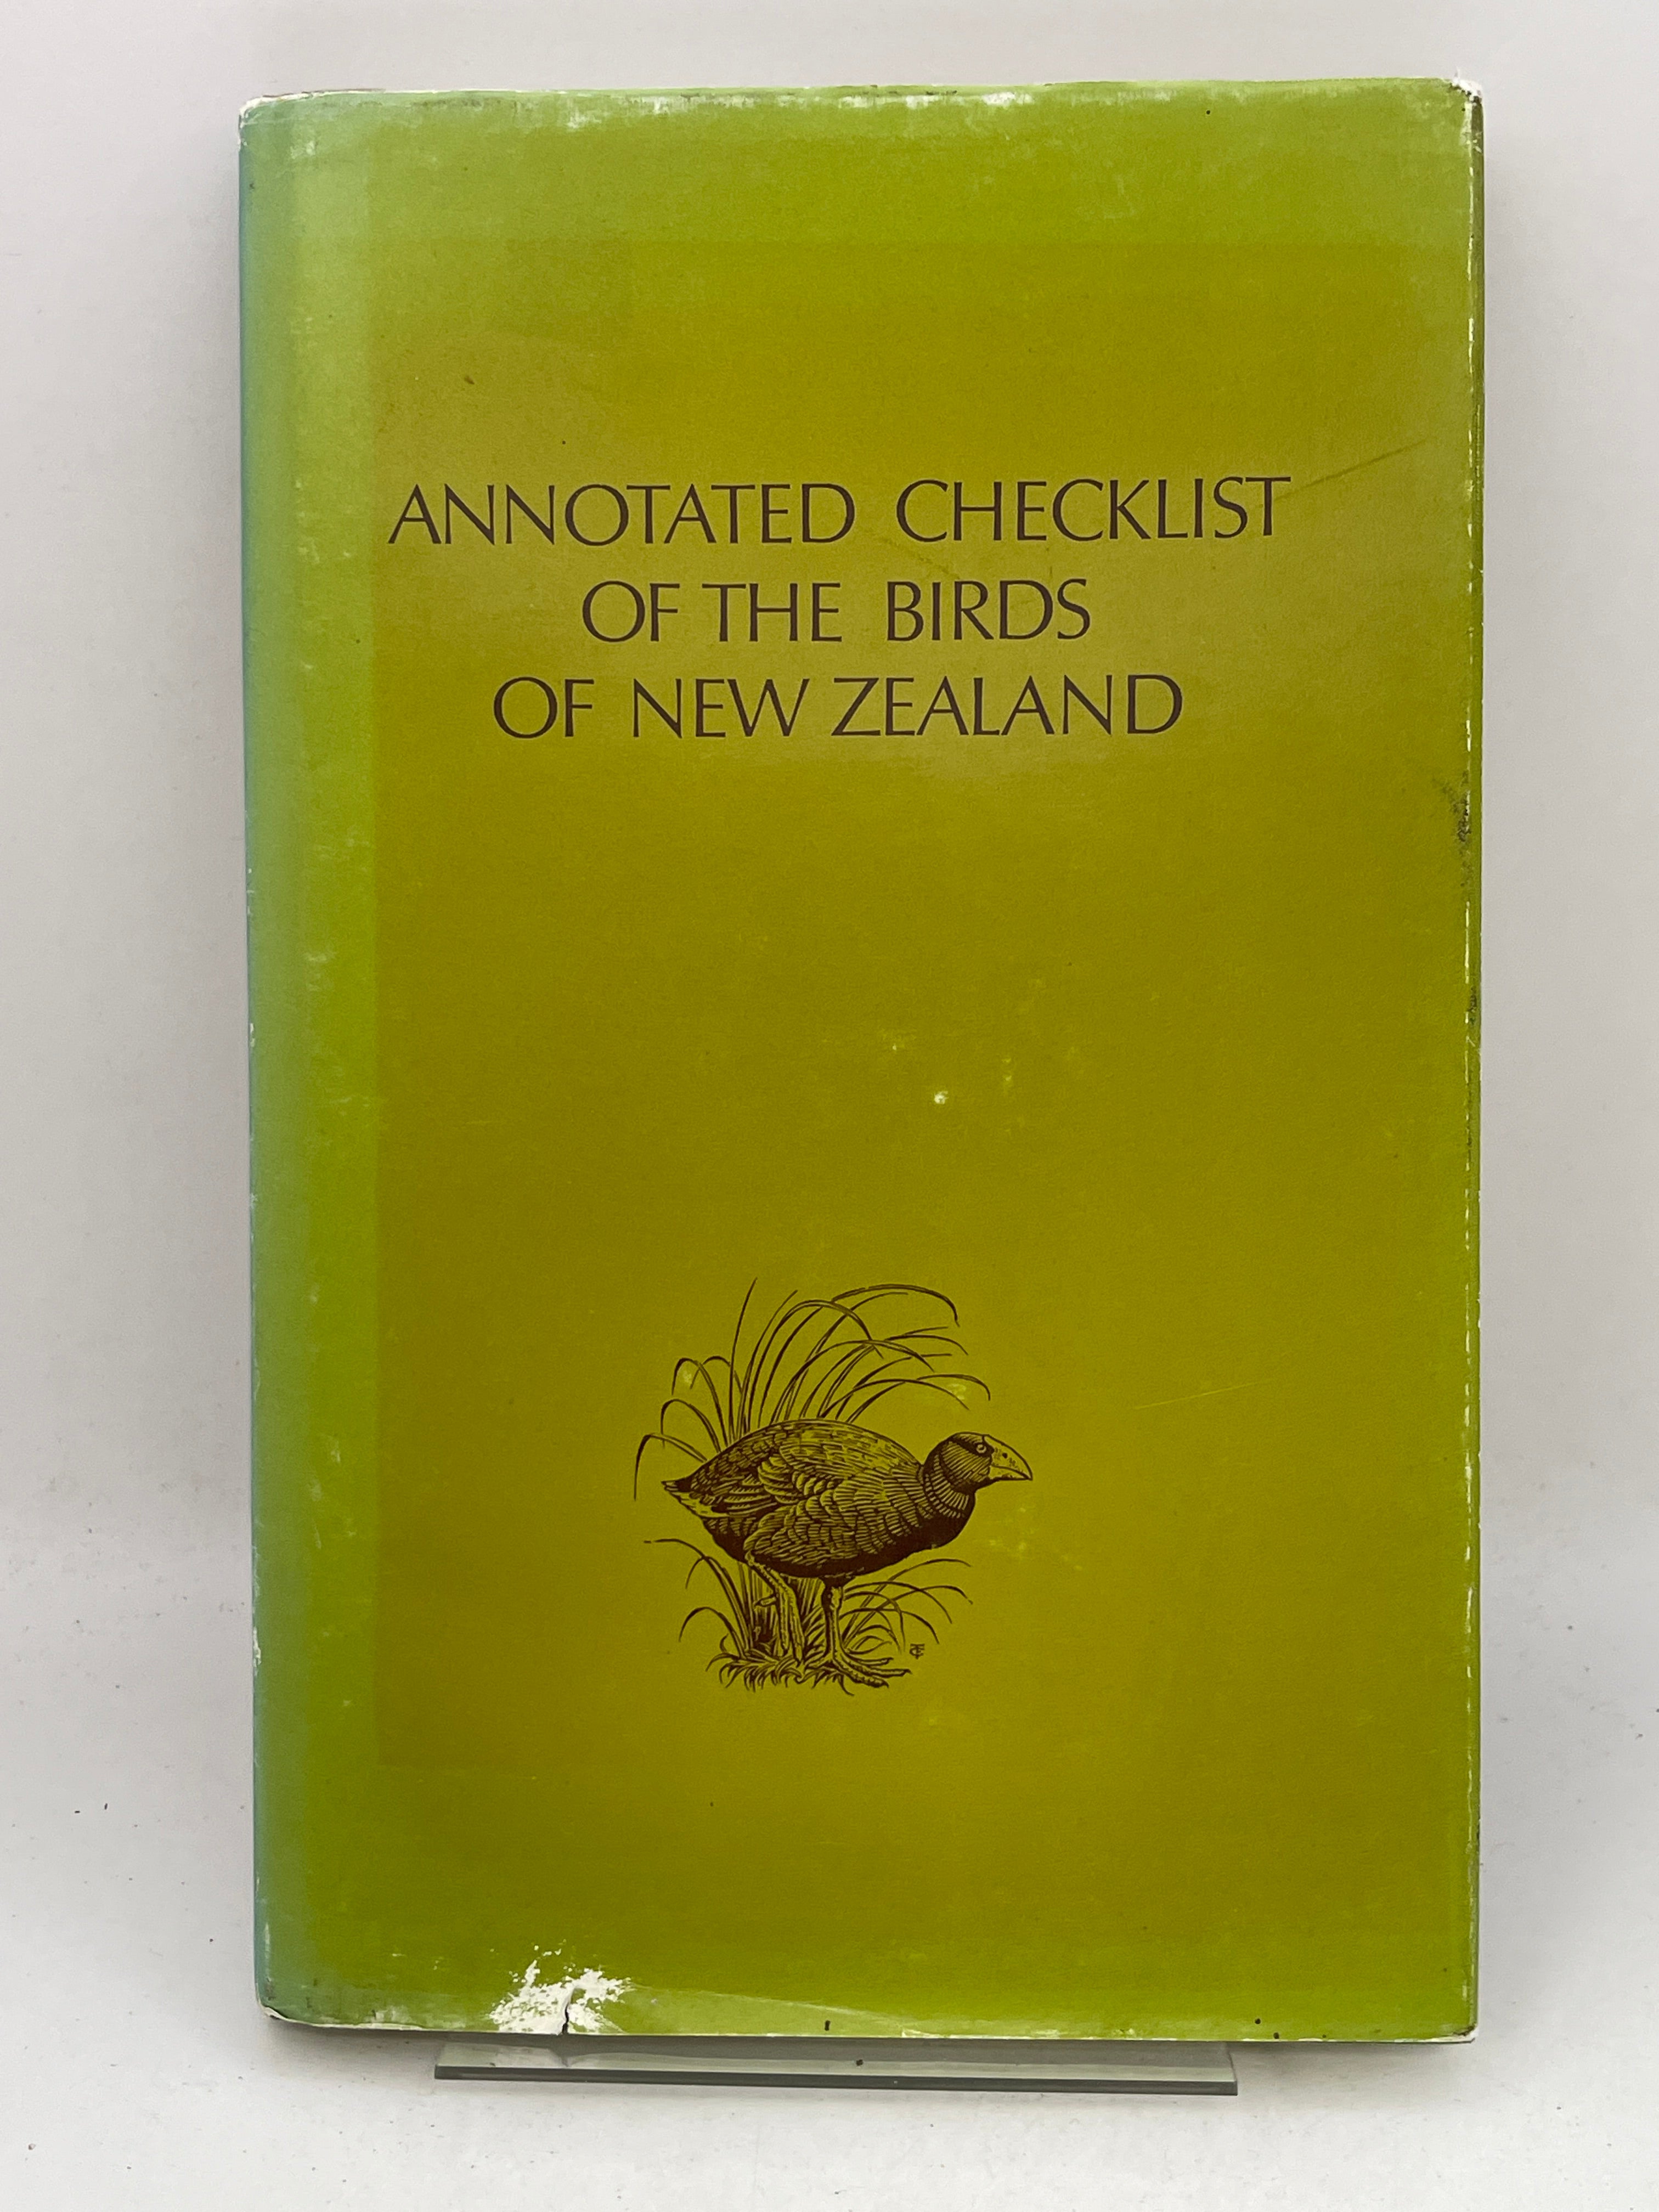 ANNOTATED CHECKLIST
OF THE BIRDS
OF NEW ZEALAND